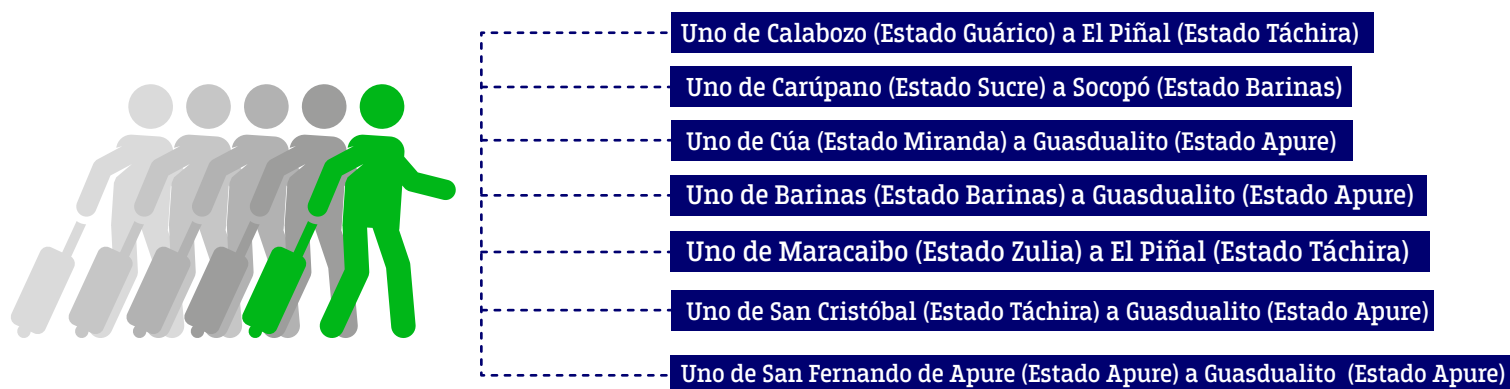 Uno de Calabozo (Estado Guárico) a El Piñal (Estado Táchira)
Uno de Carúpano (Estado Sucre) a Socopó (Estado Barinas)
Uno de Cúa (Estado Miranda) a Guasdualito (Estado Apure)
Uno de Barinas (Estado Barinas) a Guasdualito (Estado Apure)
Uno de Maracaibo (Estado Zulia) a El Piñal (Estado Táchira)
Uno de San Cristóbal (Estado Táchira) a Guasdualito (Estado Apure)
Uno de San Fernando de Apure (Estado Apure) a Guasdualito (Estado Apure)